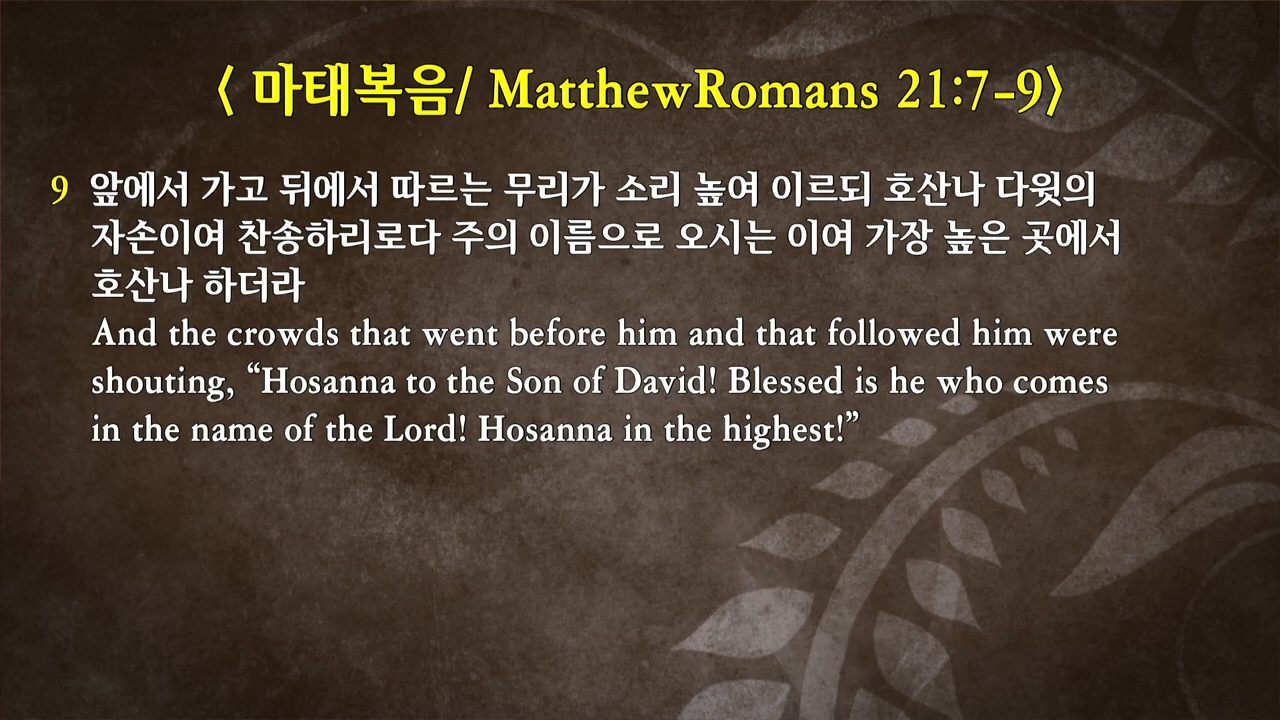 < 마태복음/ MatthewRomans 21:7-9>
9 앞에서 가고 뒤에서 따르는 무리가 소리 높여 이르되 호산나 다윗의
자손이여 찬송하리로다 주의 이름으로 오시는 이여 가장 높은 곳에서
호산나 하더라
And the crowds that went before him and that followed him were
shouting, “Hosanna to the Son of David! Blessed is he who comes
in the name of the Lord! Hosanna in the highest!”